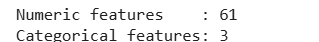 Numeric features    : 61
Categorical features: 3